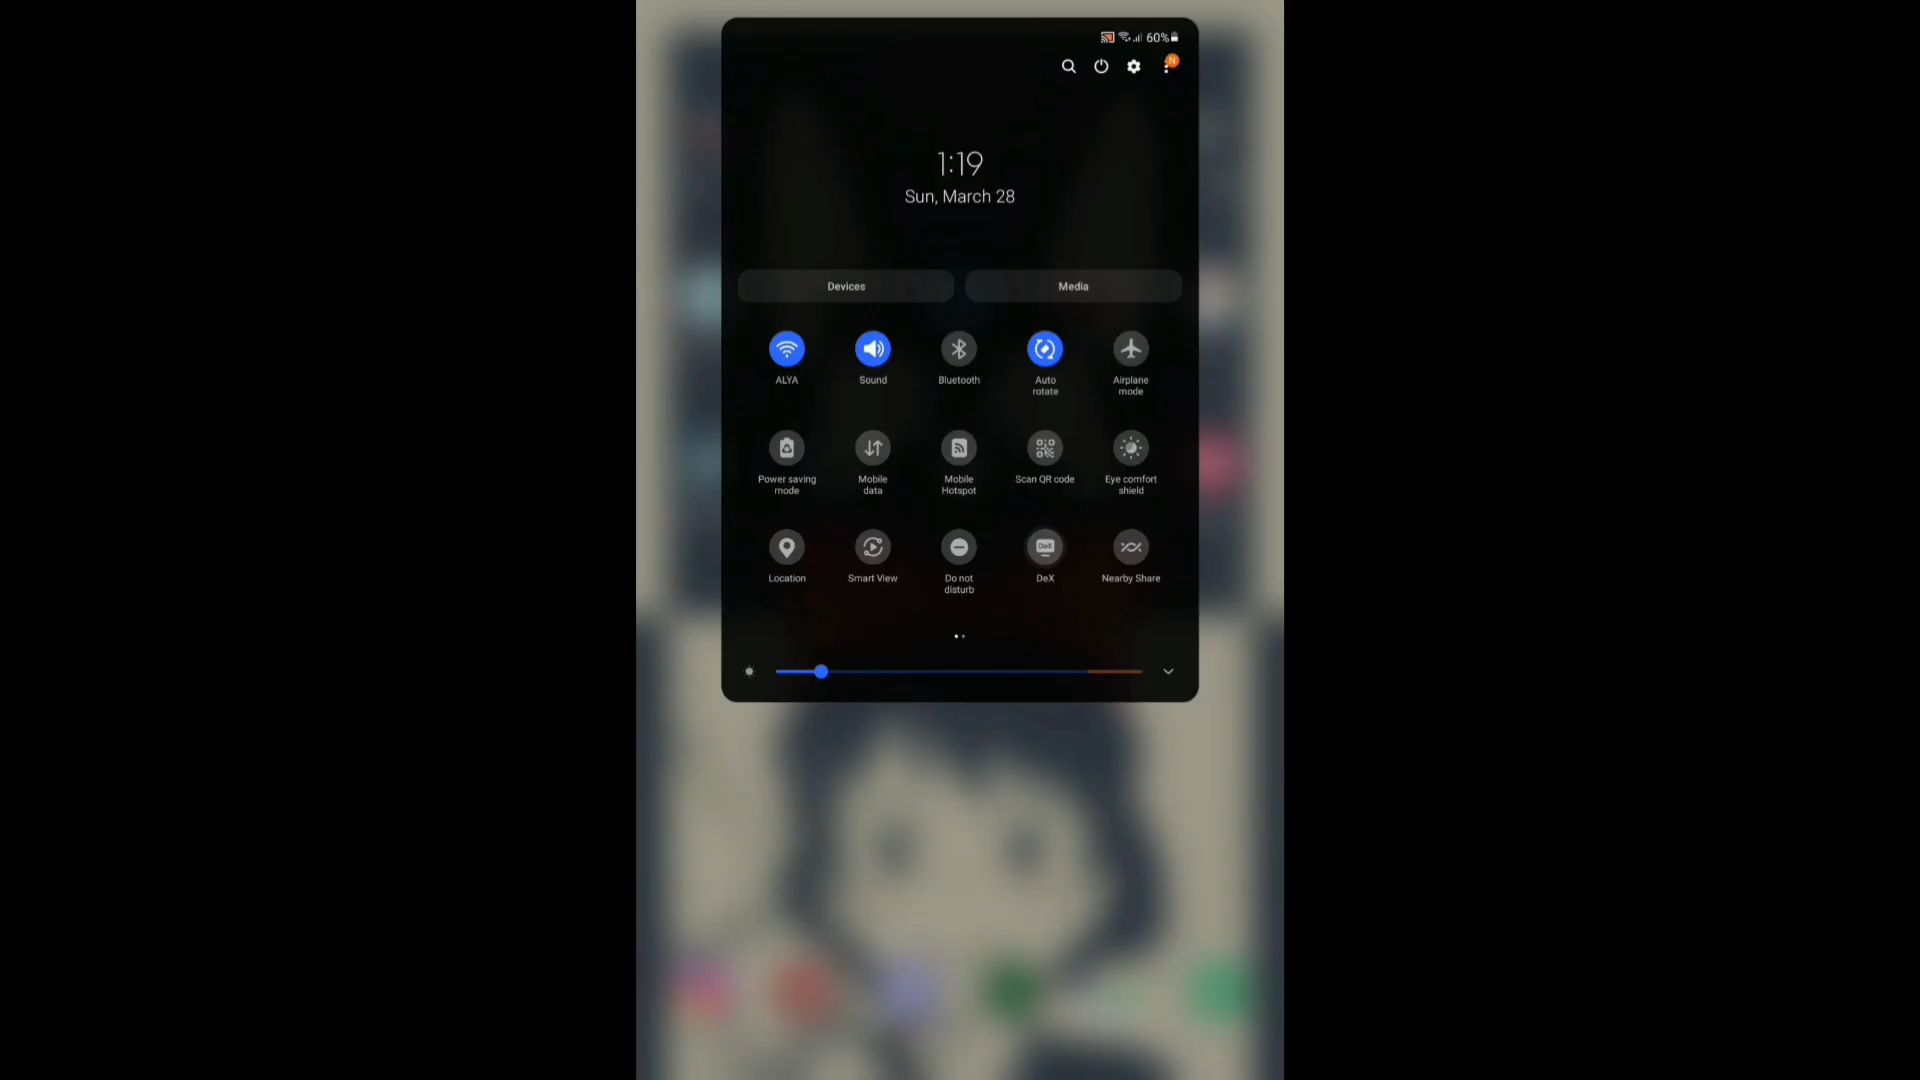 60%
N
1:19
Sun, March 28
Devices
Media
ALYA
Sound
Bluetooth
Auto
rotate
Airplane
mode
Power saving
mode
Mobile
data
Mobile
Hotspot
Scan QR code
Eye comfort
shield
Location
Smart View
Do not
disturb
DeX
DeX
Nearby Share